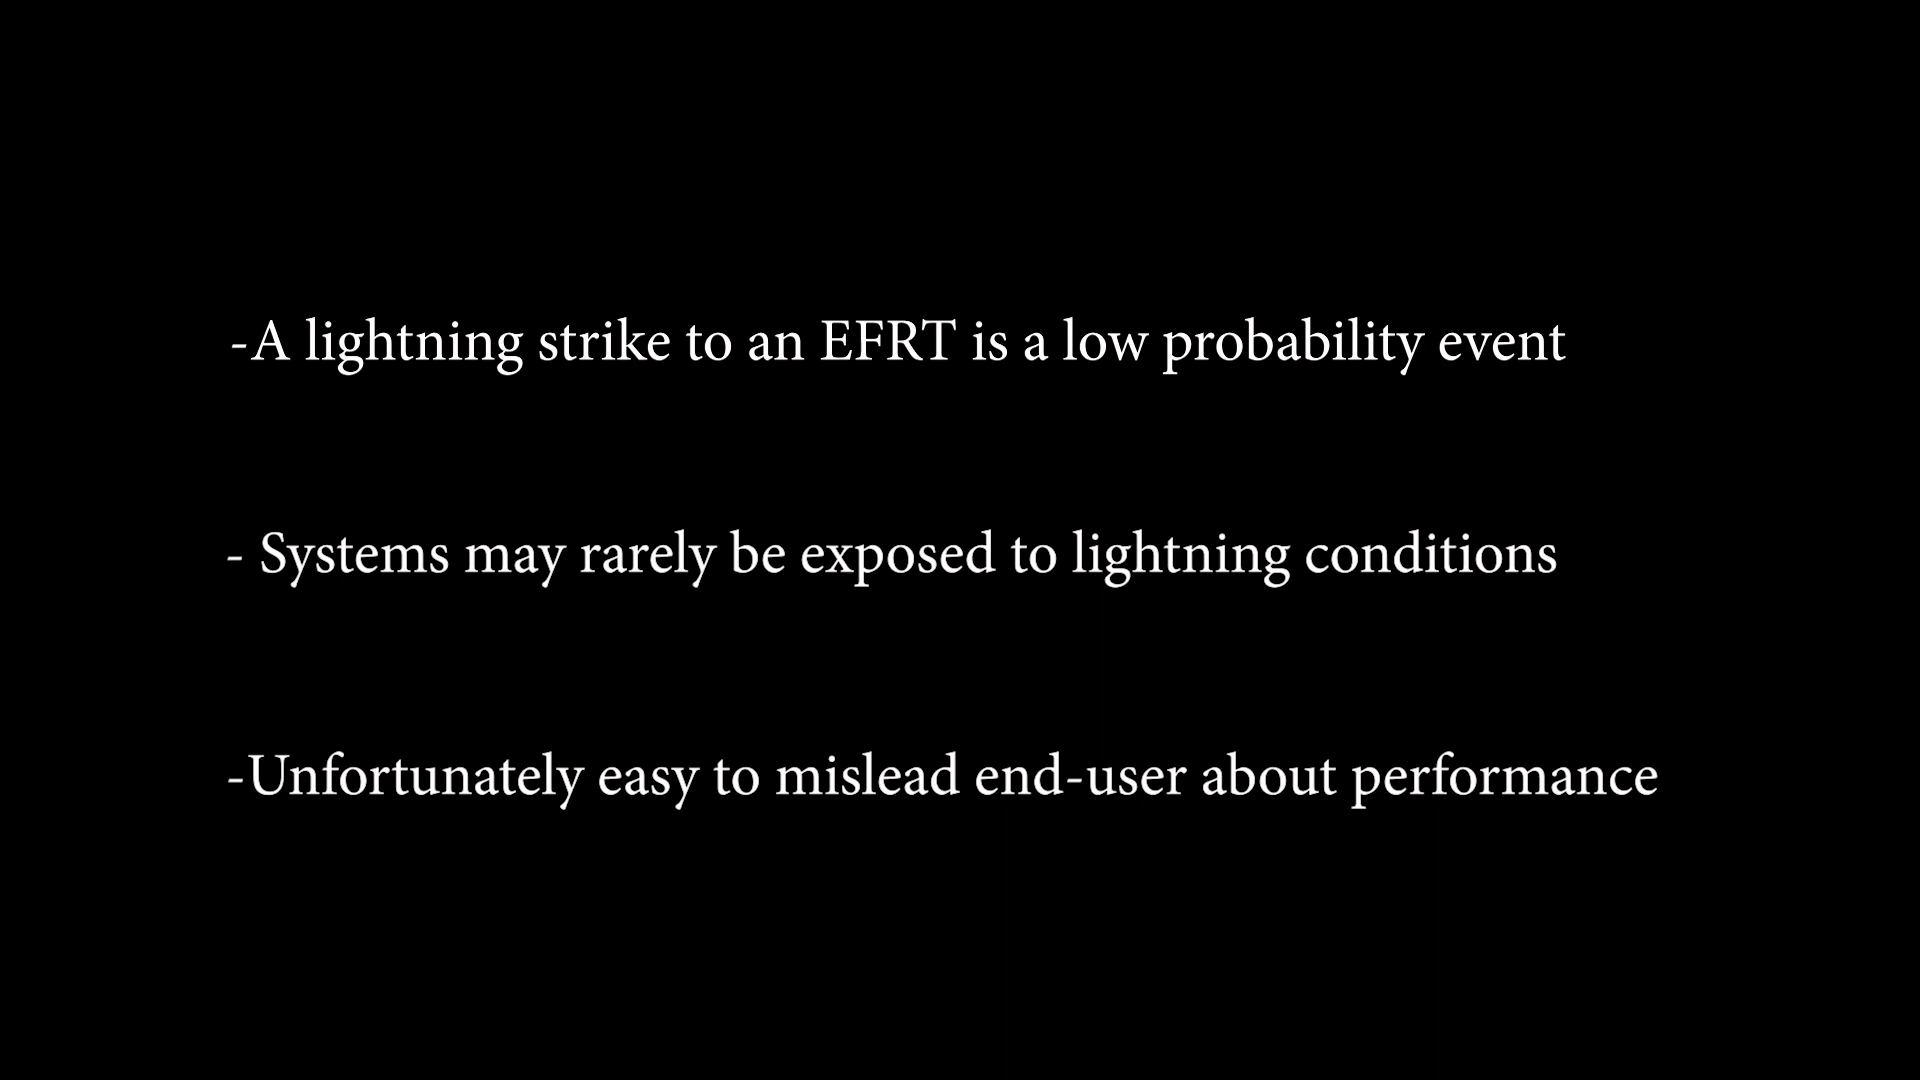 -A lightning strike to an EFRT is a low probability event
- Systems may rarely be exposed to lightning conditions
-Unfortunately easy to mislead end-user about performance